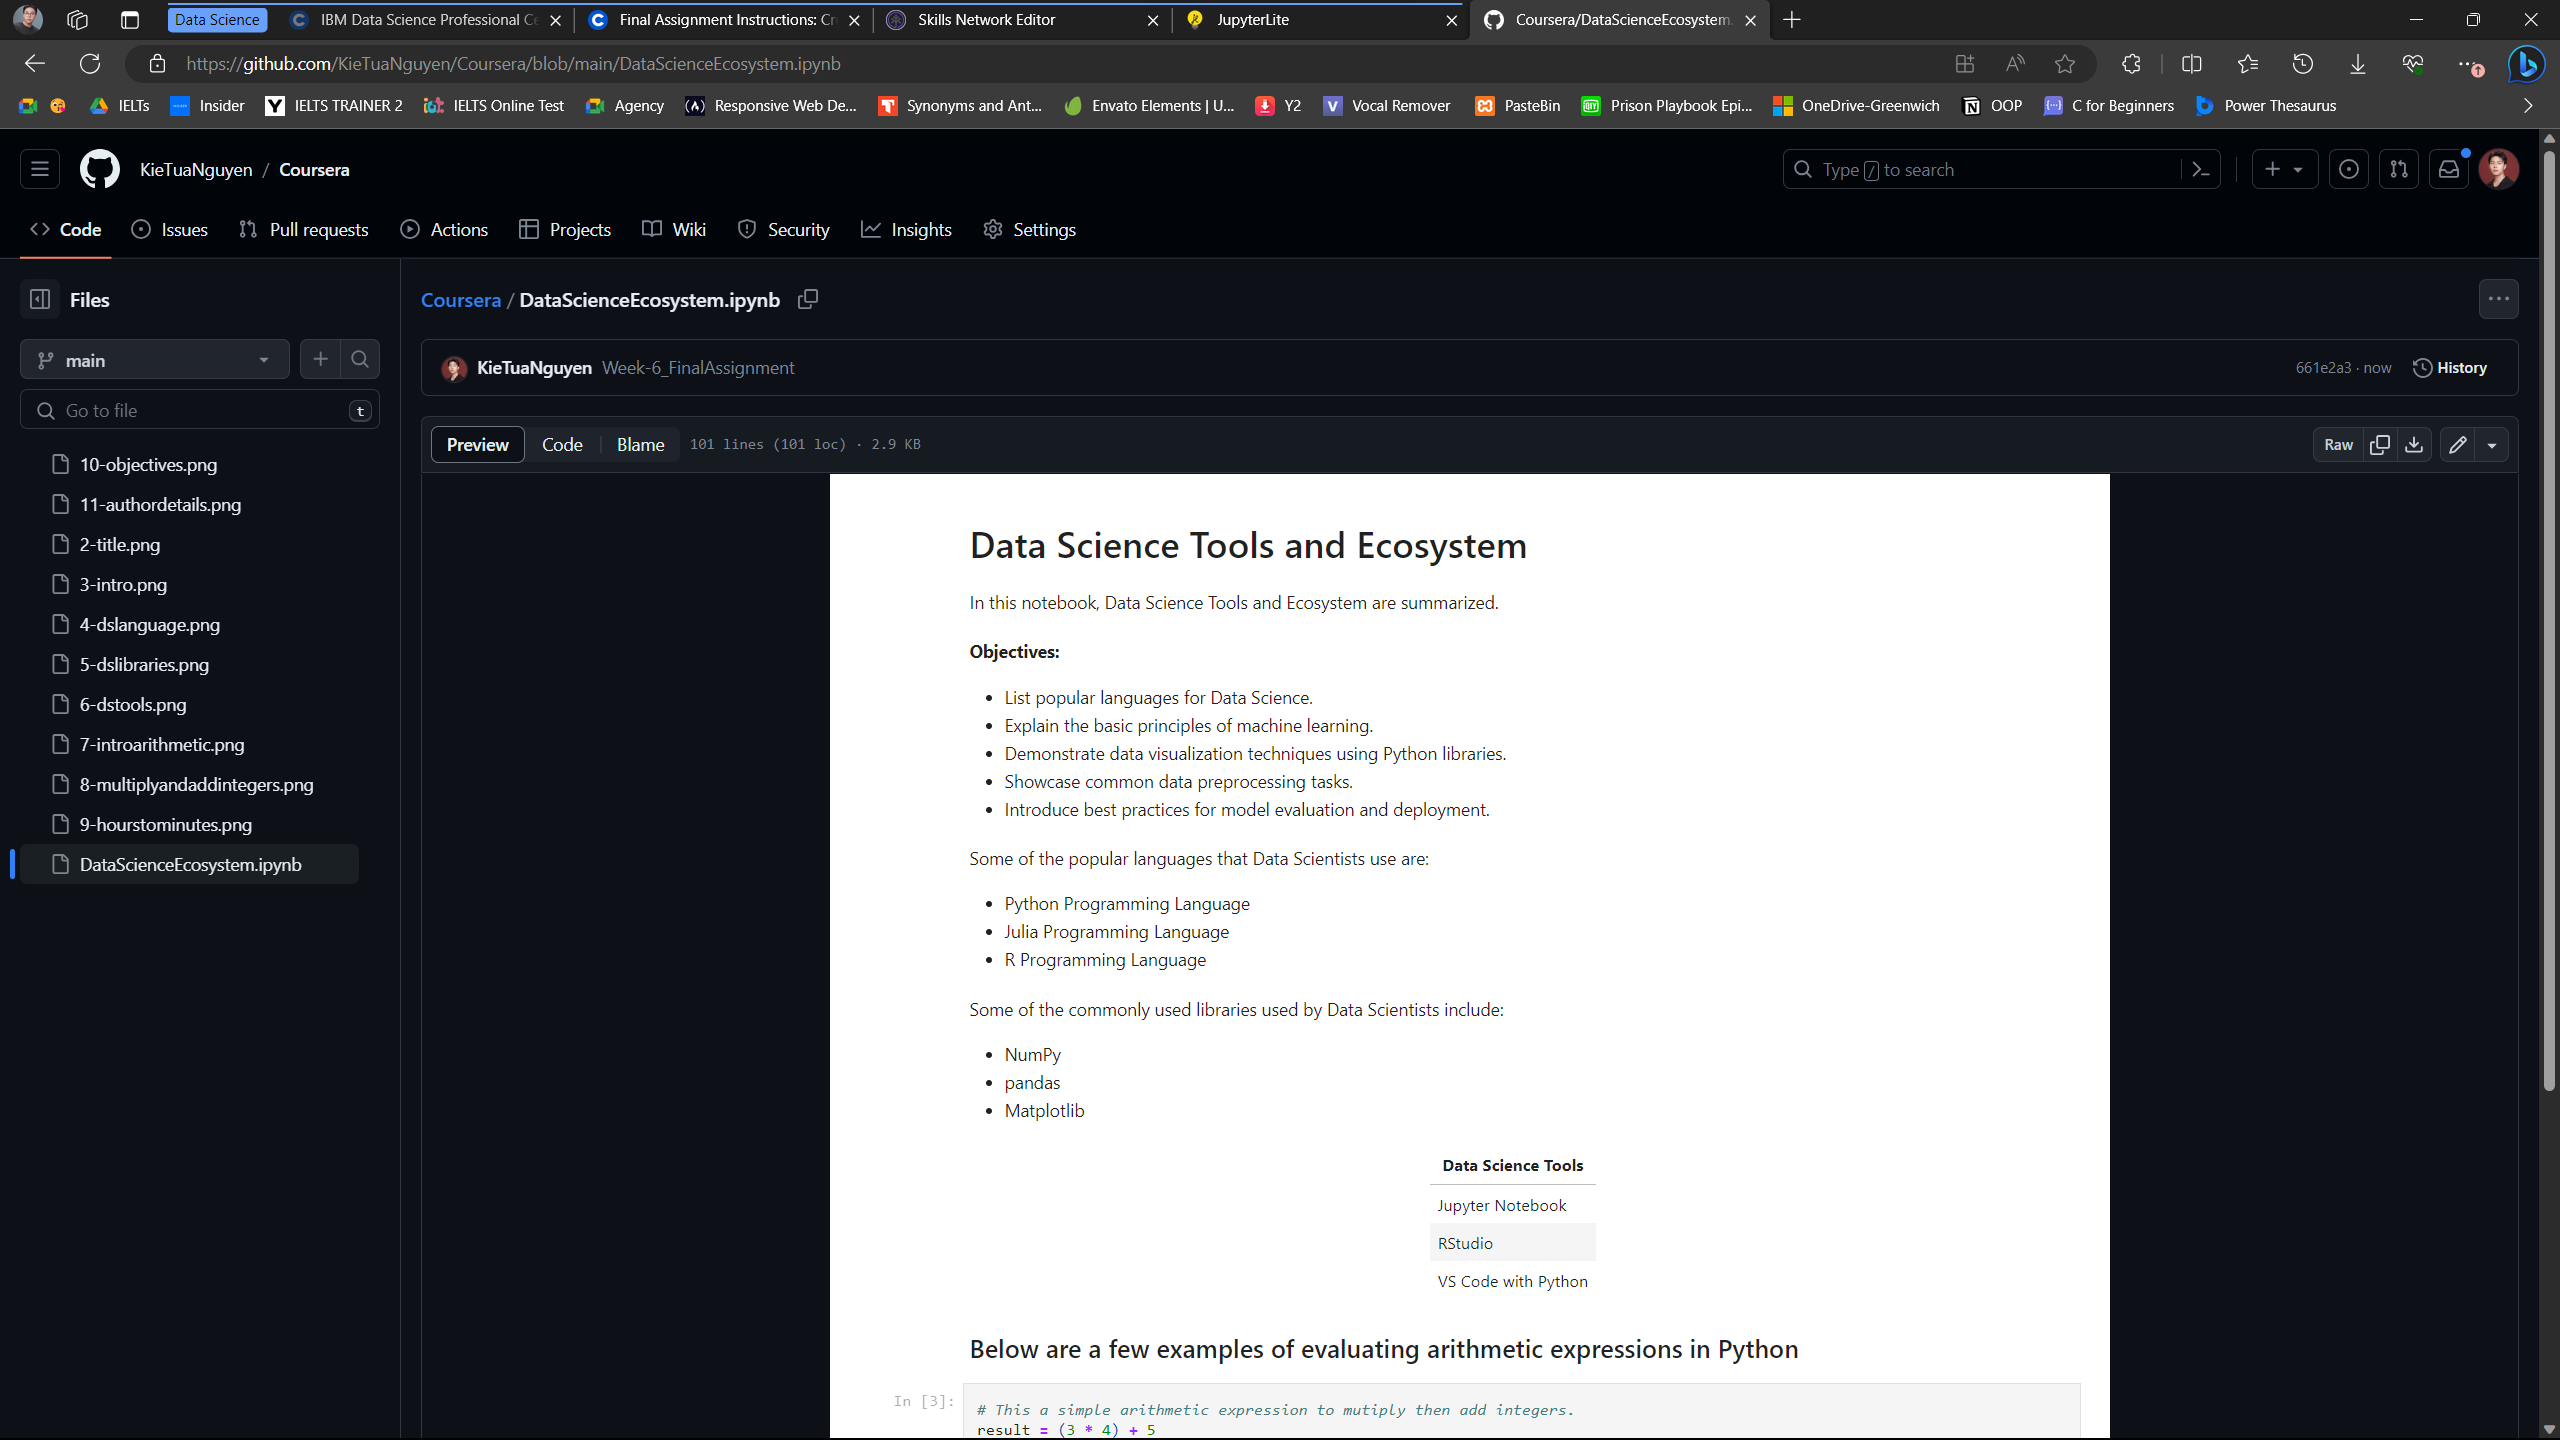 Data Science
IBM Data Science Professional Ce
Final Assignment Instructions: Cr
Skills Network Editor
JupyterLite
Coursera/DataScienceEcosystem.
https://github.com/KieTuaNguyen/Coursera/blob/main/DataScienceEcosystem.ipynb
IELTs
Insider
IELTS TRAINER 2
IELTS Online Test
Agency
Responsive Web De...
Synonyms and Ant...
Envato Elements | U...
Y2
Vocal Remover
PasteBin
Prison Playbook Epi...
OneDrive-Greenwich
OOP
C for Beginners
Power Thesaurus
KieTuaNguyen / Coursera
Type / to search
Code
Issues
Pull requests
Actions
Projects
Wiki
Security
Insights
Settings
Files
main
Go to file
t
10-objectives.png
11-authordetails.png
2-title.png
3-intro.png
4-dslanguage.png
5-dslibraries.png
6-dstools.png
7-introarithmetic.png
8-multiplyandaddintegers.png
9-hourstominutes.png
DataScienceEcosystem.ipynb
Coursera / DataScienceEcosystem.ipynb
KieTuaNguyen Week-6_FinalAssignment
661e2a3 · now
History
Preview
Code
Blame
101 lines (101 loc) · 2.9 KB
Raw
Data Science Tools and Ecosystem
In this notebook, Data Science Tools and Ecosystem are summarized.
Objectives:
• List popular languages for Data Science.
• Explain the basic principles of machine learning.
• Demonstrate data visualization techniques using Python libraries.
• Showcase common data preprocessing tasks.
• Introduce best practices for model evaluation and deployment.
Some of the popular languages that Data Scientists use are:
• Python Programming Language
• Julia Programming Language
• R Programming Language
Some of the commonly used libraries used by Data Scientists include:
• NumPy
• pandas
• Matplotlib
Data Science Tools
Jupyter Notebook
RStudio
VS Code with Python
Below are a few examples of evaluating arithmetic expressions in Python
In [3]:
# This a simple arithmetic expression to mutiply then add integers.
result = (3 * 4) + 5